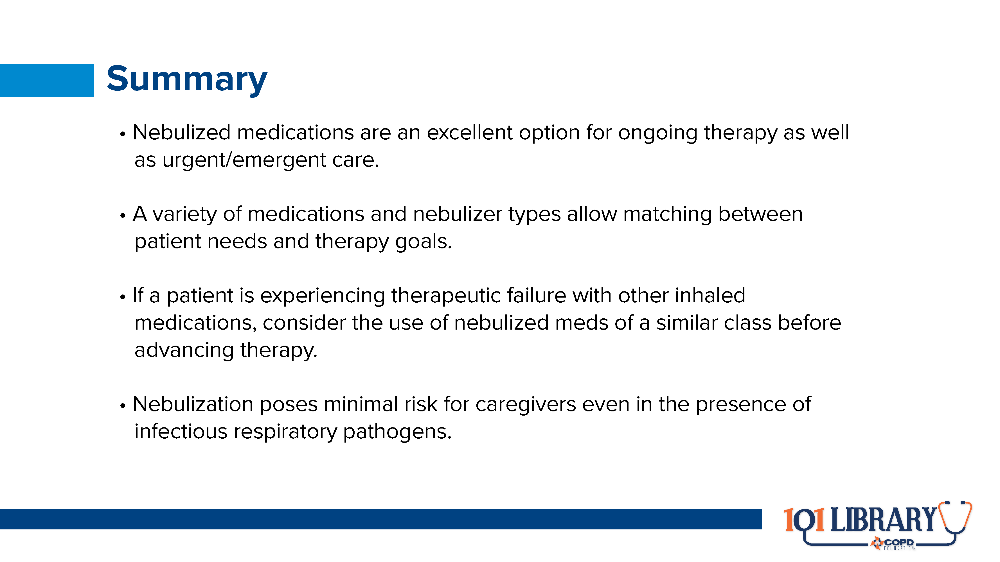 Summary
• Nebulized medications are an excellent option for ongoing therapy as well
as urgent/emergent care.
• A variety of medications and nebulizer types allow matching between
patient needs and therapy goals.
• If a patient is experiencing therapeutic failure with other inhaled
medications, consider the use of nebulized meds of a similar class before
advancing therapy.
• Nebulization poses minimal risk for caregivers even in the presence of
infectious respiratory pathogens.
101 LIBRARY
COPD
FOUNDATION®